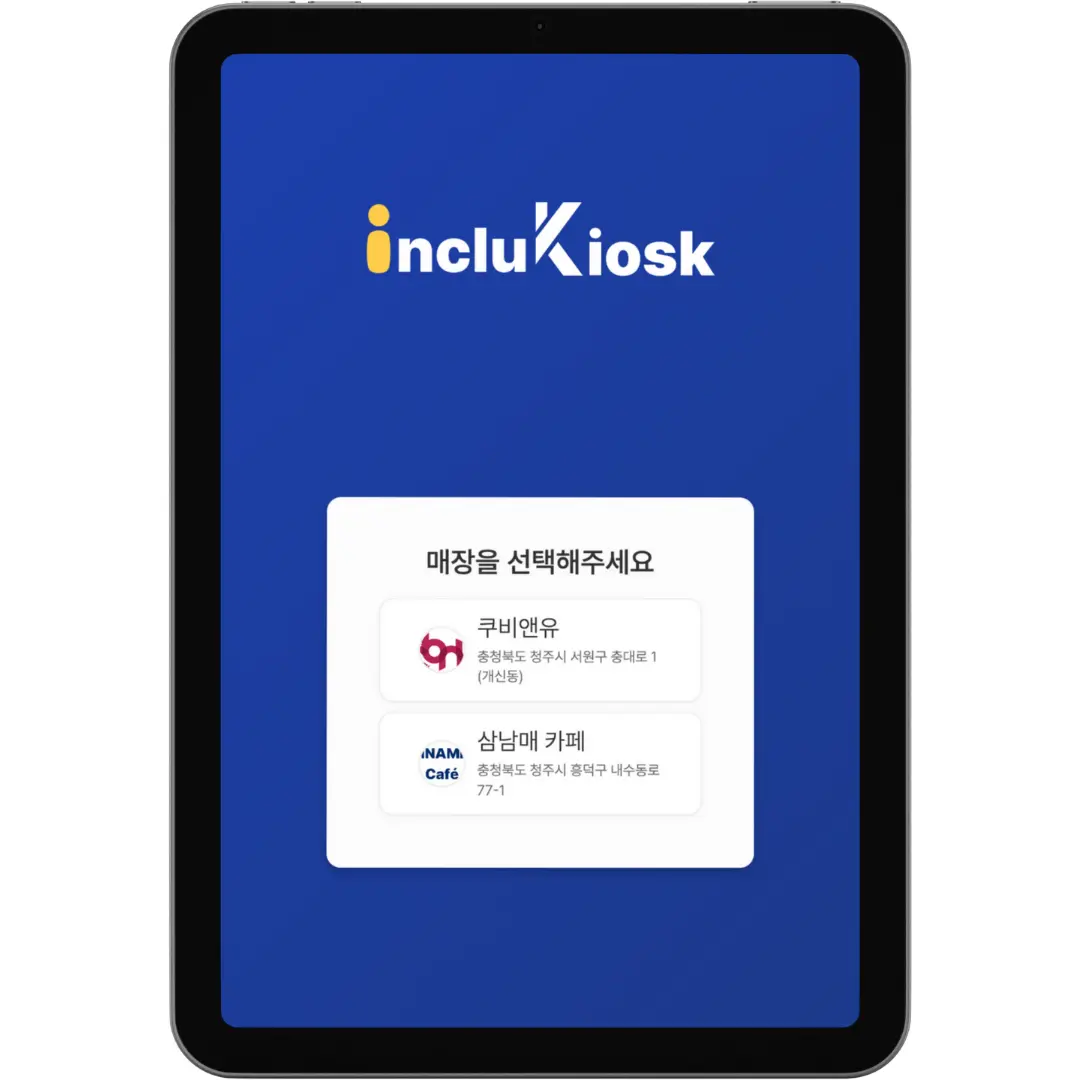 incluKiosk
매장을 선택해주세요
쿠비앤유
충청북도 청주시 서원구 충대로 1
(개신동)
삼남매 카페
충청북도 청주시 흥덕구 내수동로
77-1
NAM
Café